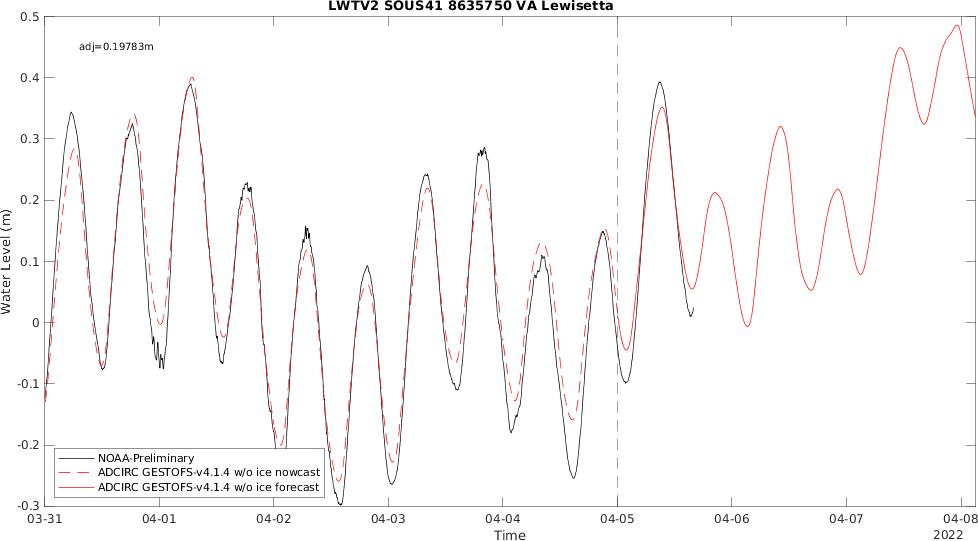 LWTV2 SOUS41 8635750 VA Lewisetta
0.5
adj=0.19783m
0.4
0.3
0.2
0.1
0
-0.1
-0.2
-0.3
Water Level (m)
NOAA-Preliminary
ADCIRC GESTOFS-v4.1.4 w/o ice nowcast
ADCIRC GESTOFS-v4.1.4 w/o ice forecast
03-31 04-01 04-02 04-03 04-04 04-05 04-06 04-07 04-08
Time
2022